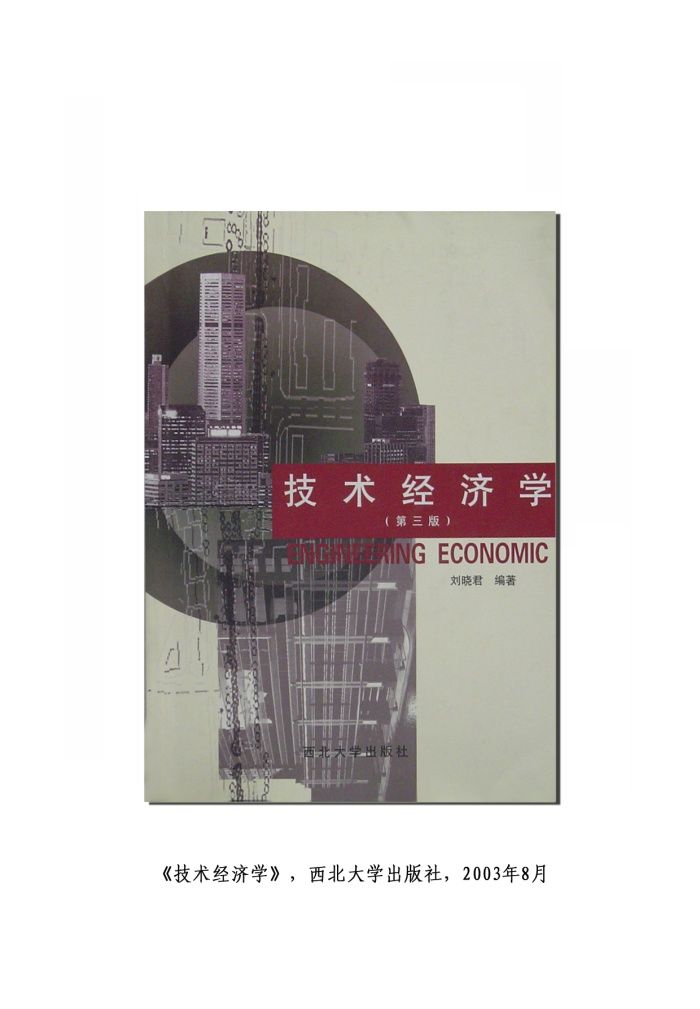 技术经济学
(第三版)
ENGINEERING ECONOMIC
刘晓君 编著
西北大学出版社
《技术经济学》，西北大学出版社，2003年8月